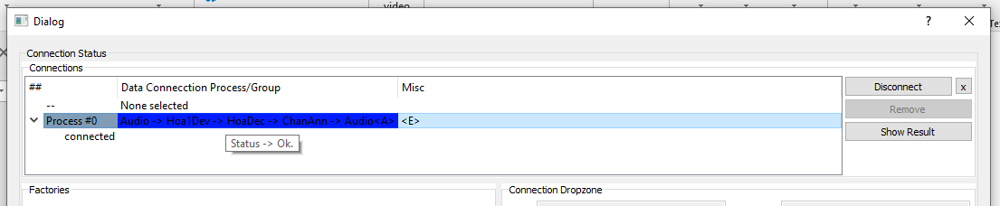 video
Dialog
? X
Tex
Connection Status
Connections
## Data Connecction Process/Group Misc
Disconnect x
-- None selected
Remove
Process #0 Audio -> Hoa1Dev -> HoaDec -> ChanAnn -> Audio<A> <E>
connected
Show Result
Status -> Ok.
Factories
Connection Dropzone